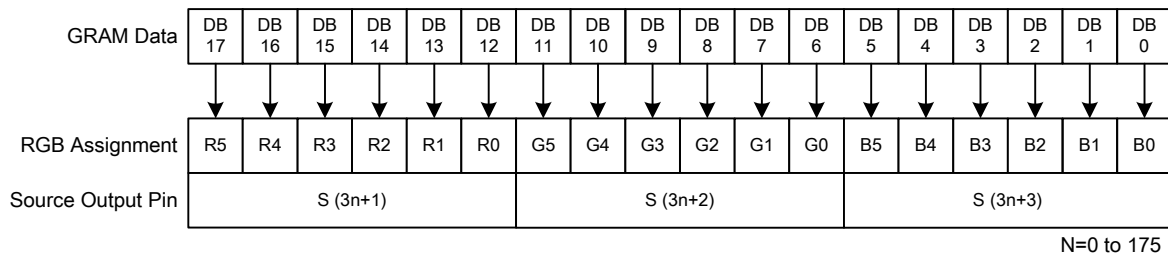 GRAM Data DB 17 DB 16 DB 15 DB 14 DB 13 DB 12 DB 11 DB 10 DB 9 DB 8 DB 7 DB 6 DB 5 DB 4 DB 3 DB 2 DB 1 DB 0
RGB Assignment R5 R4 R3 R2 R1 R0 G5 G4 G3 G2 G1 G0 B5 B4 B3 B2 B1 B0
Source Output Pin S (3n+1) S (3n+2) S (3n+3)
N=0 to 175